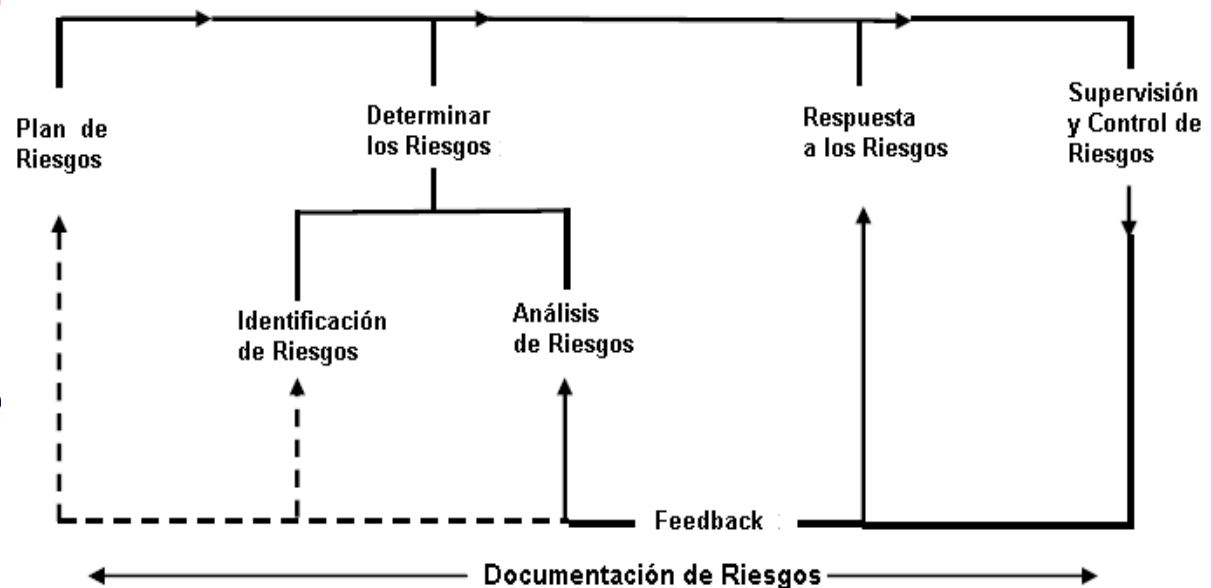 Plan de
Riesgos
Determinar
los Riesgos
Respuesta
a los Riesgos
Supervisión
y Control de
Riesgos
Identificación
de Riesgos
Análisis
de Riesgos
Feedback
Documentación de Riesgos